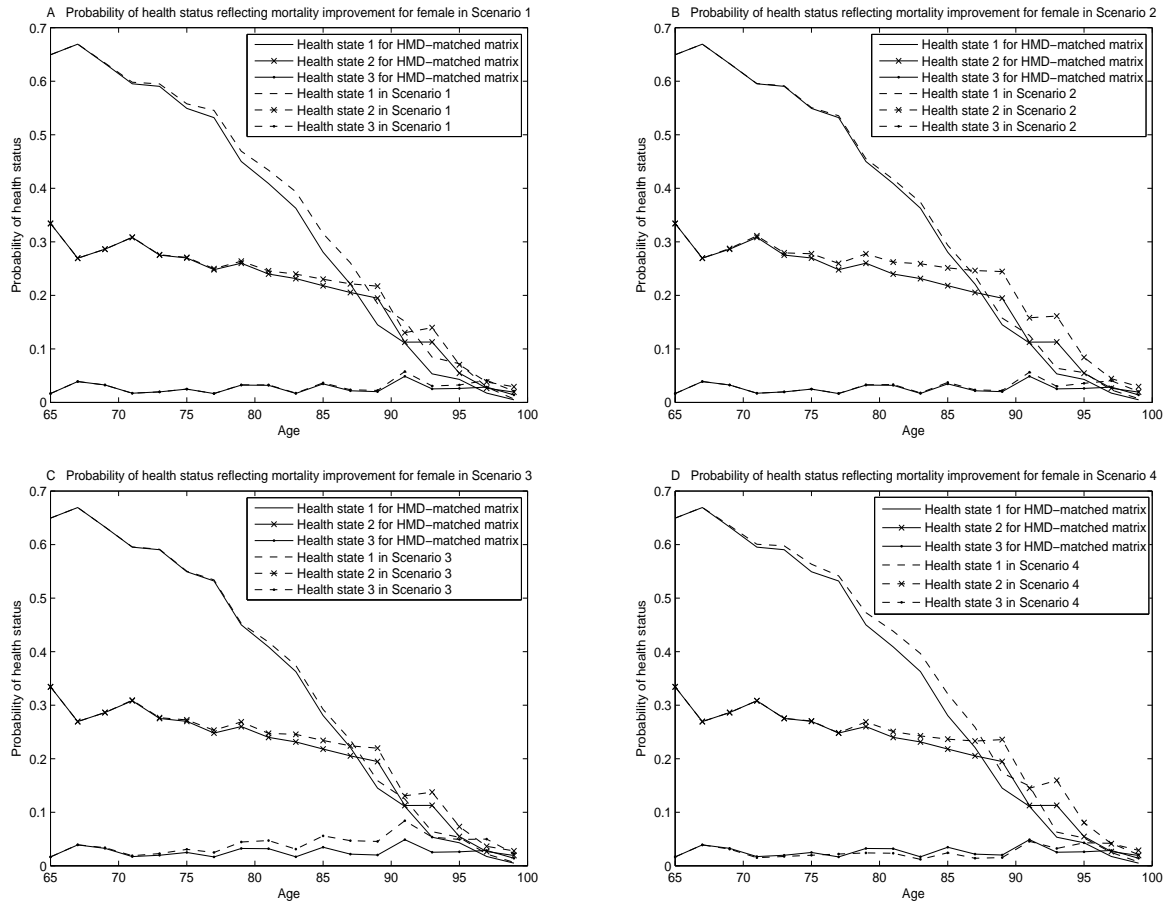 A Probability of health status reflecting mortality improvement for female in Scenario 1
0.7
0.6
0.5
0.4
0.3
0.2
0.1
0
Probability of health status
Health state 1 for HMD−matched matrix
Health state 2 for HMD−matched matrix
Health state 3 for HMD−matched matrix
Health state 1 in Scenario 1
Health state 2 in Scenario 1
Health state 3 in Scenario 1
65 70 75 80 85 90 95 100
Age
B Probability of health status reflecting mortality improvement for female in Scenario 2
0.7
0.6
0.5
0.4
0.3
0.2
0.1
0
Probability of health status
Health state 1 for HMD−matched matrix
Health state 2 for HMD−matched matrix
Health state 3 for HMD−matched matrix
Health state 1 in Scenario 2
Health state 2 in Scenario 2
Health state 3 in Scenario 2
65 70 75 80 85 90 95 100
Age
C Probability of health status reflecting mortality improvement for female in Scenario 3
0.7
0.6
0.5
0.4
0.3
0.2
0.1
0
Probability of health status
Health state 1 for HMD−matched matrix
Health state 2 for HMD−matched matrix
Health state 3 for HMD−matched matrix
Health state 1 in Scenario 3
Health state 2 in Scenario 3
Health state 3 in Scenario 3
65 70 75 80 85 90 95 100
Age
D Probability of health status reflecting mortality improvement for female in Scenario 4
0.7
0.6
0.5
0.4
0.3
0.2
0.1
0
Probability of health status
Health state 1 for HMD−matched matrix
Health state 2 for HMD−matched matrix
Health state 3 for HMD−matched matrix
Health state 1 in Scenario 4
Health state 2 in Scenario 4
Health state 3 in Scenario 4
65 70 75 80 85 90 95 100
Age